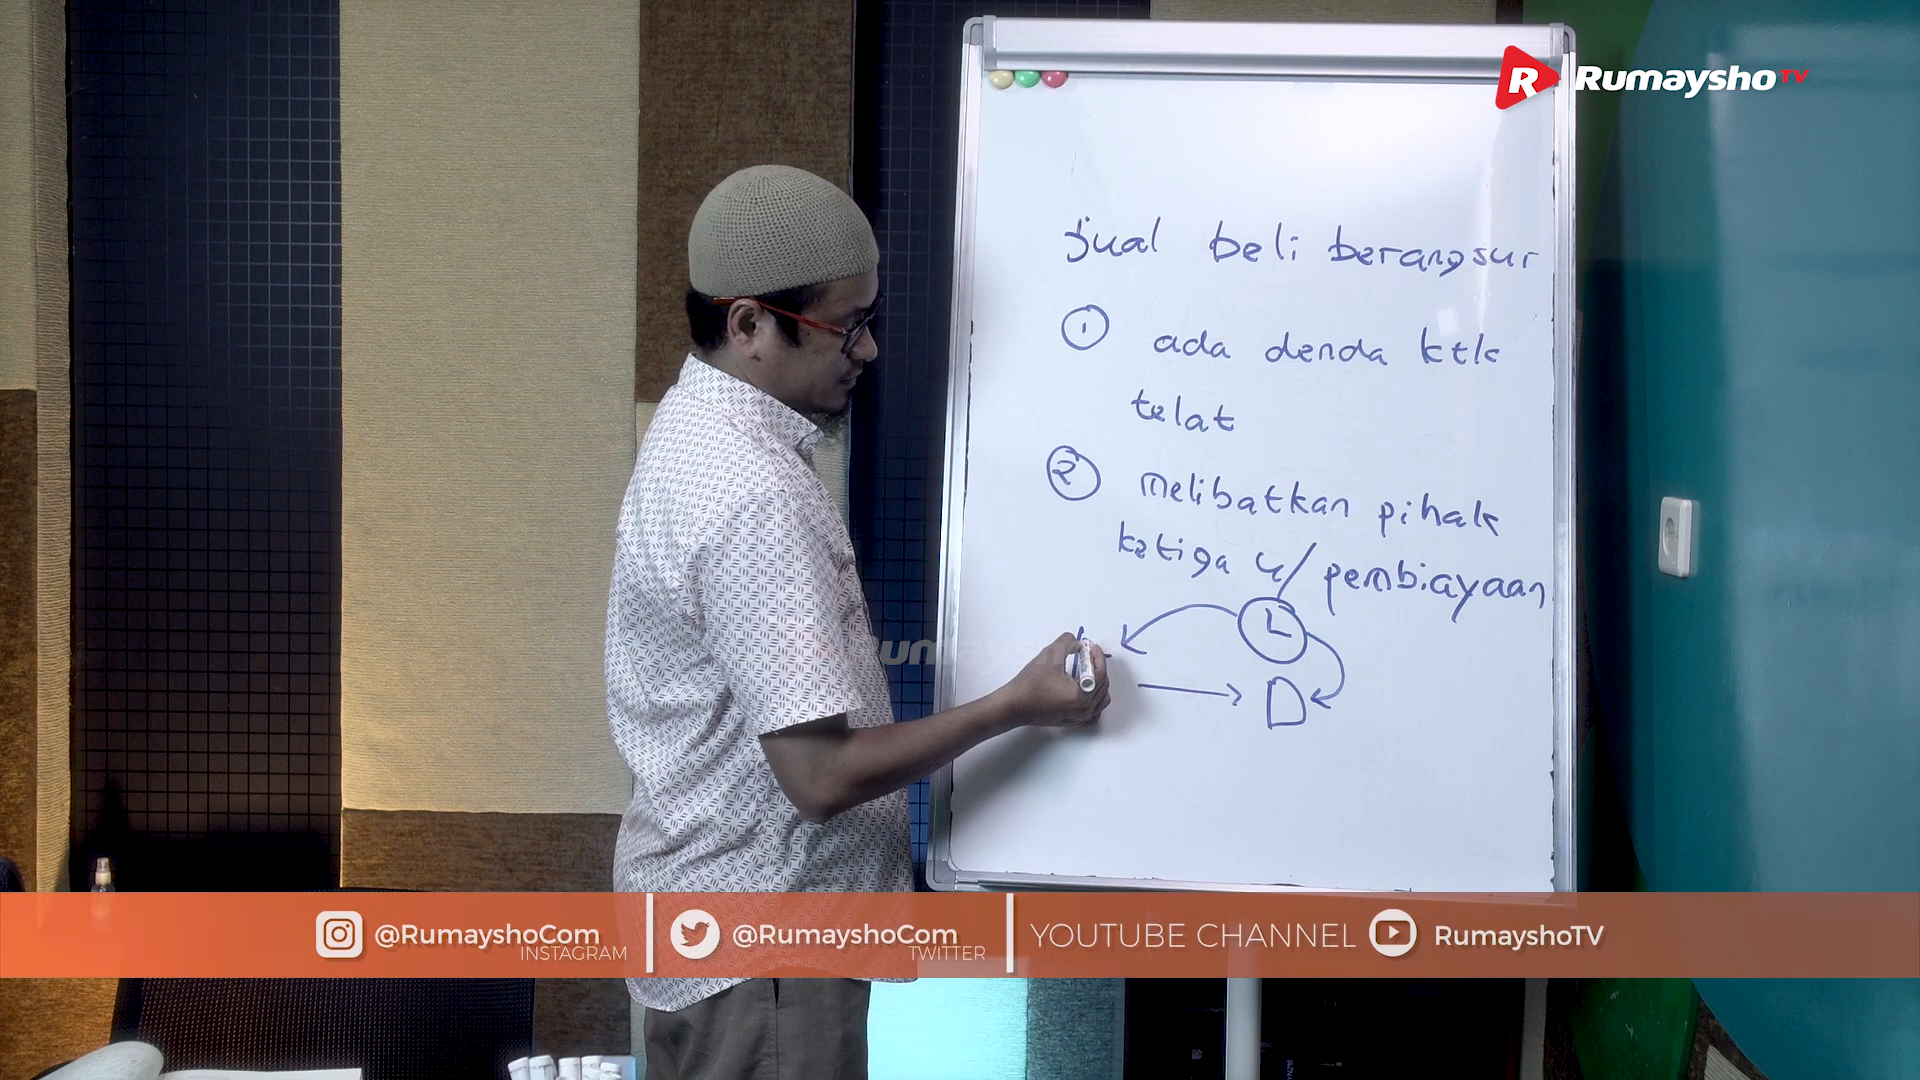 R RumayshoTV
jual beli berangsur
1 ada denda ktk
telat
2 melibatkan pihak
ketiga u/ pembiayaan
L
D
Rumaysho
@RumayshoCom
INSTAGRAM
@RumayshoCom
TWITTER
YOUTUBE CHANNEL
RumayshoTV